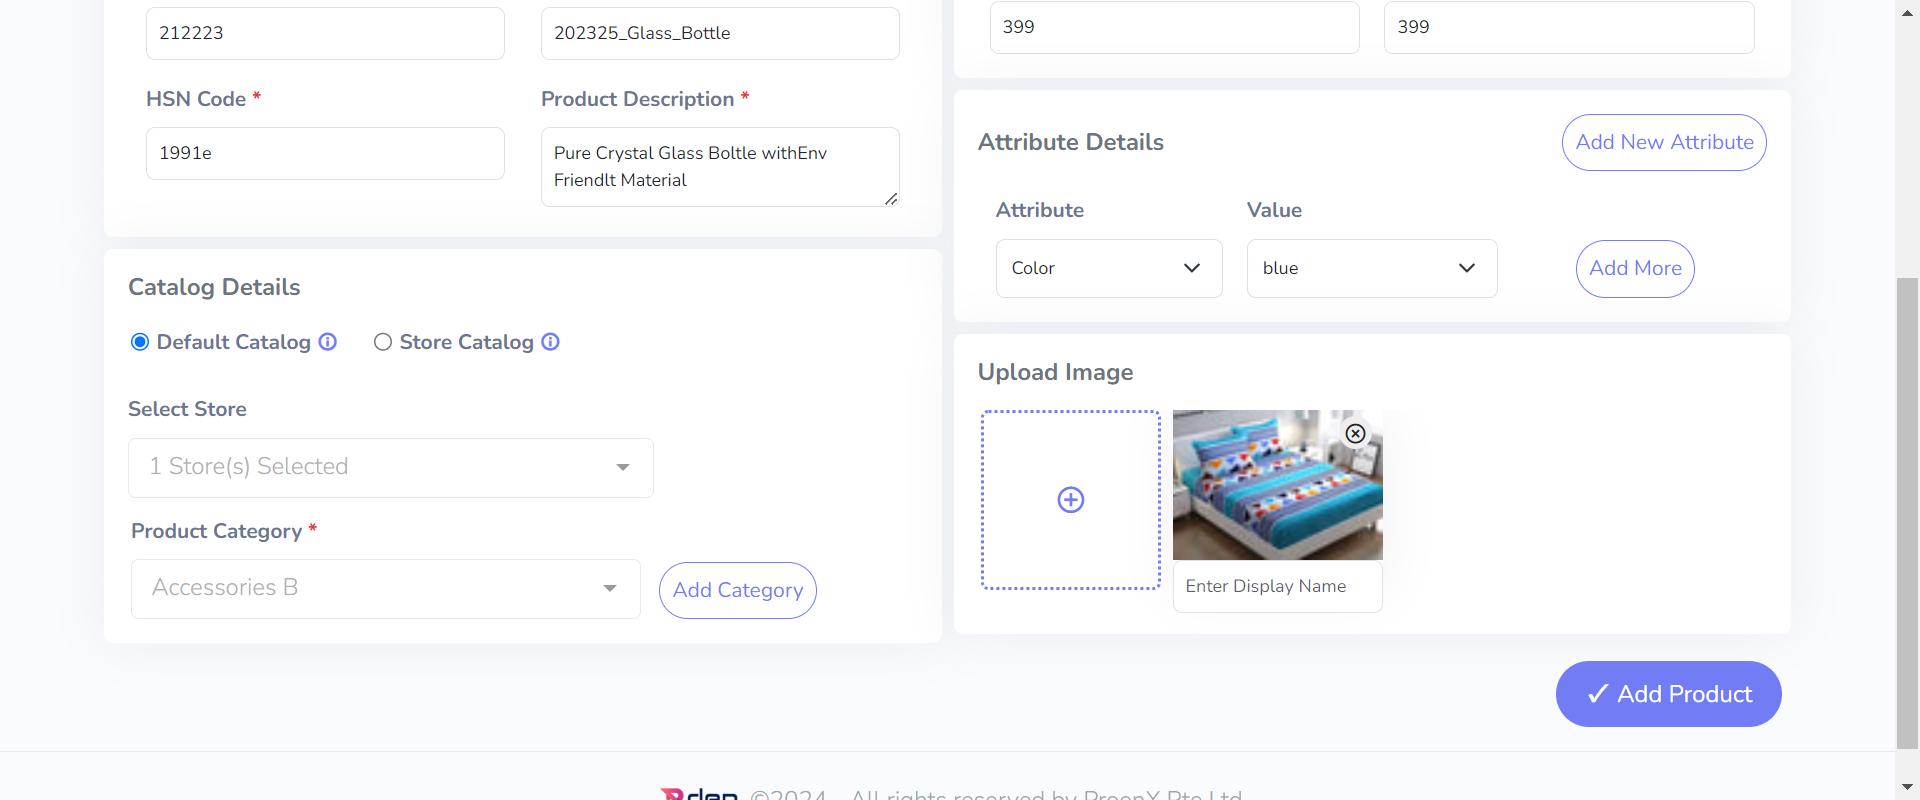 212223
202325_Glass_Bottle
HSN Code *
Product Description *
1991e
Pure Crystal Glass Boltle withEnv
Friendlt Material
Catalog Details
Default Catalog
Store Catalog
Select Store
1 Store(s) Selected
Product Category *
Accessories B
Add Category
399
399
Attribute Details
Add New Attribute
Attribute
Value
Color
blue
Add More
Upload Image
Enter Display Name
✓ Add Product
©2024 All rights reserved by ProenX Pte Ltd